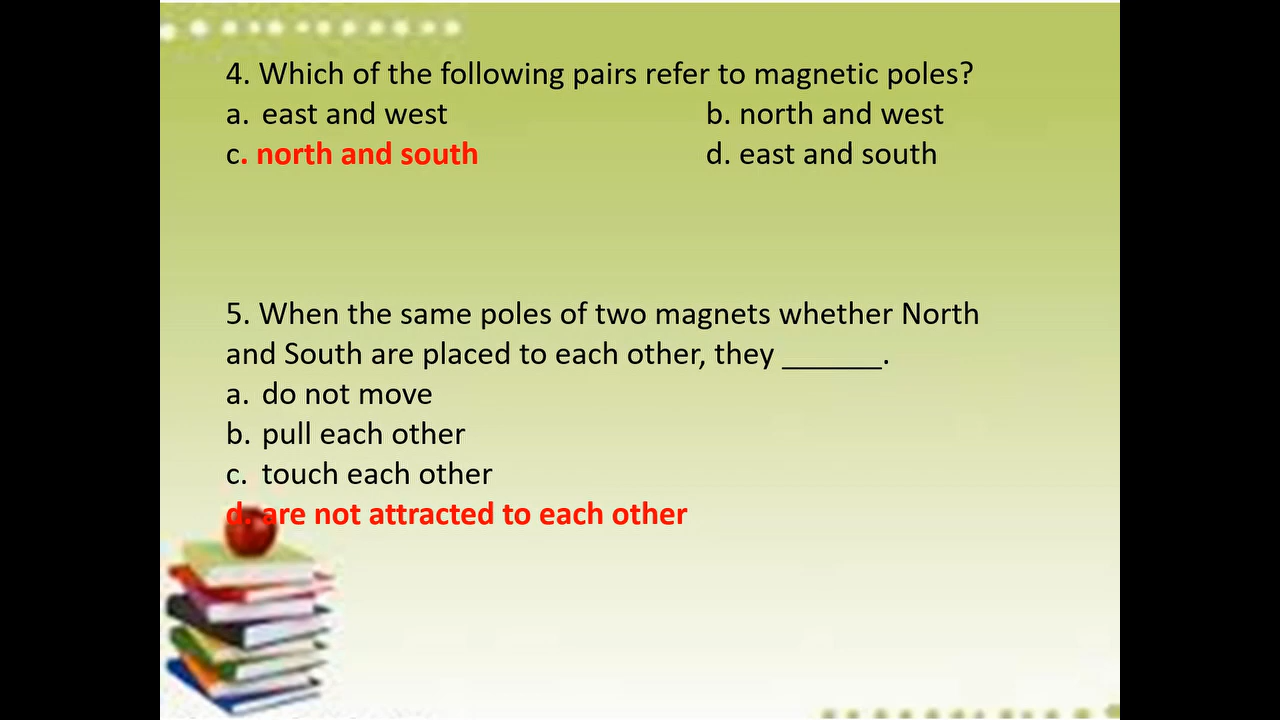 4. Which of the following pairs refer to magnetic poles?
a. east and west b. north and west
c. north and south d. east and south
5. When the same poles of two magnets whether North
and South are placed to each other, they ______.
a. do not move
b. pull each other
c. touch each other
d. are not attracted to each other